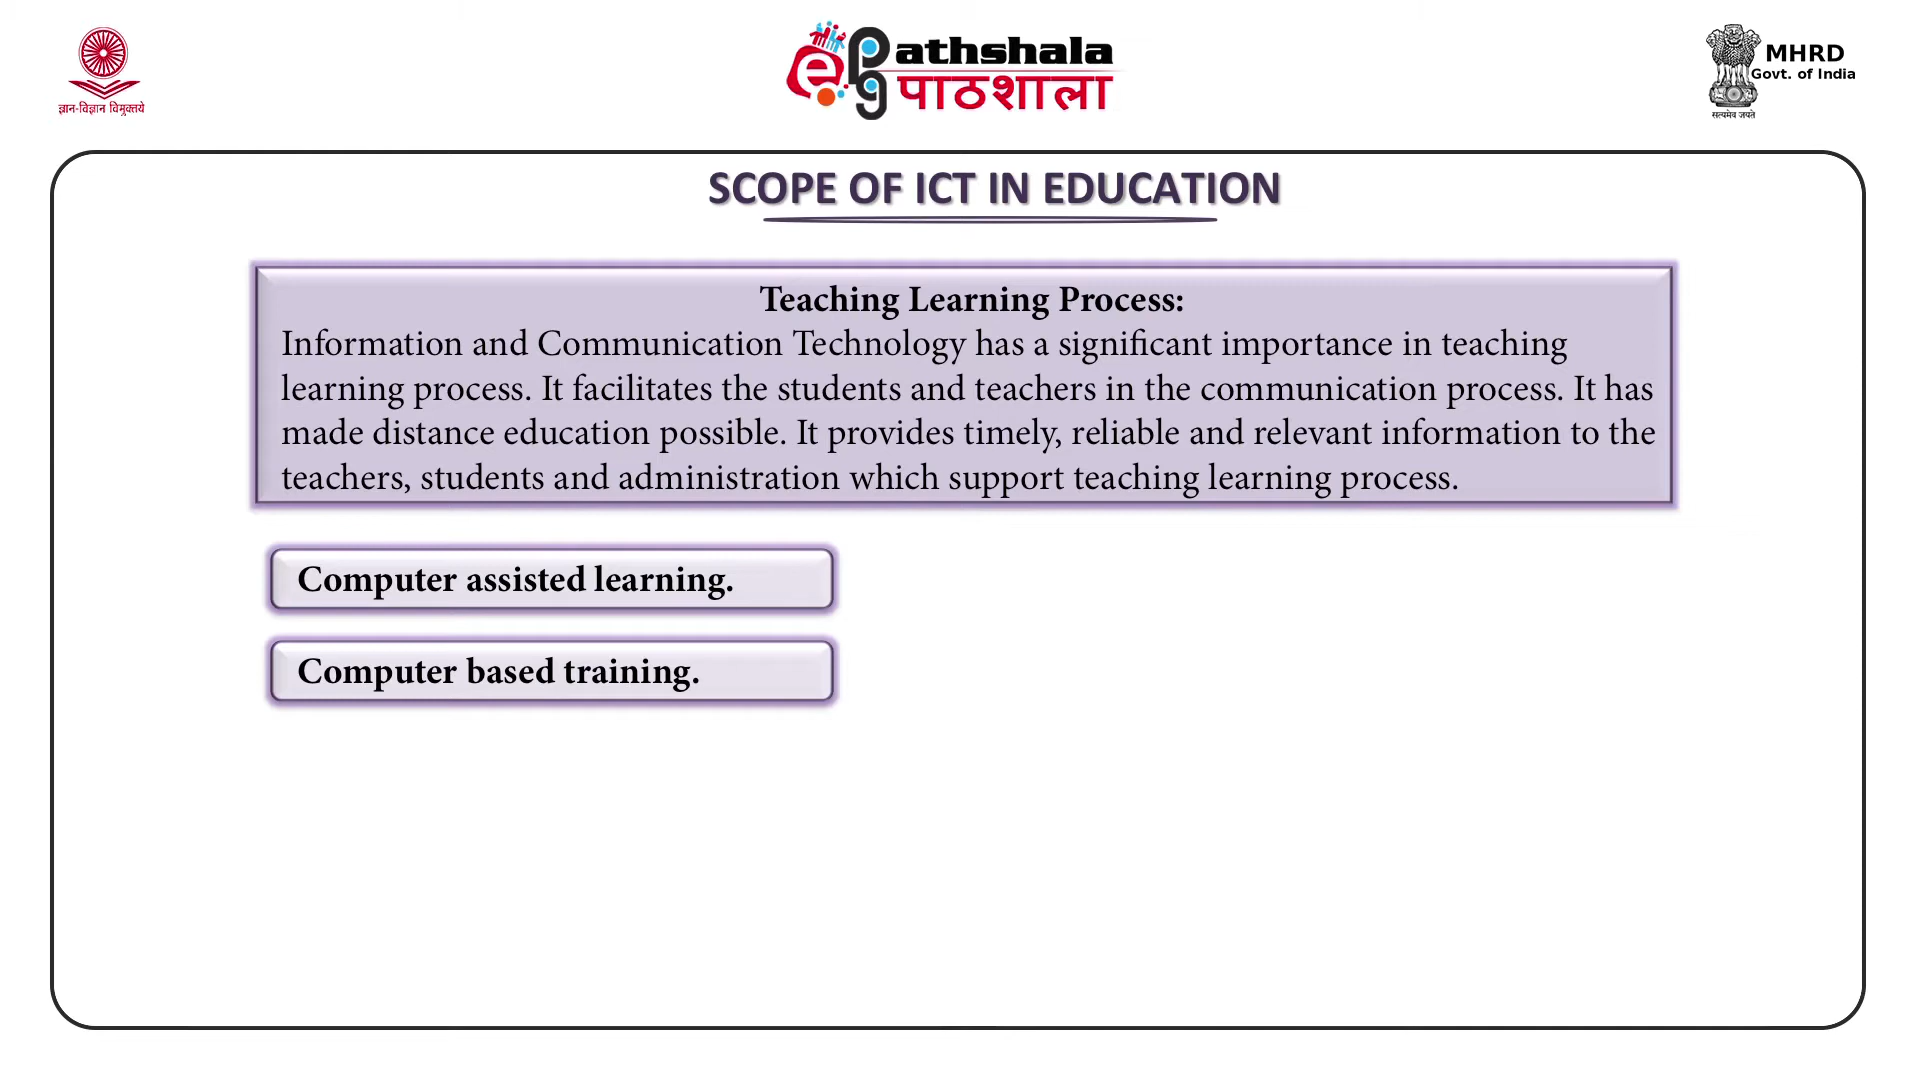 ज्ञान-विज्ञान विमुक्तये
e PG Pathshala
पाठशाला
MHRD
Govt. of India
सत्यमेव जयते
SCOPE OF ICT IN EDUCATION
Teaching Learning Process:
Information and Communication Technology has a significant importance in teaching
learning process. It facilitates the students and teachers in the communication process. It has
made distance education possible. It provides timely, reliable and relevant information to the
teachers, students and administration which support teaching learning process.
Computer assisted learning.
Computer based training.